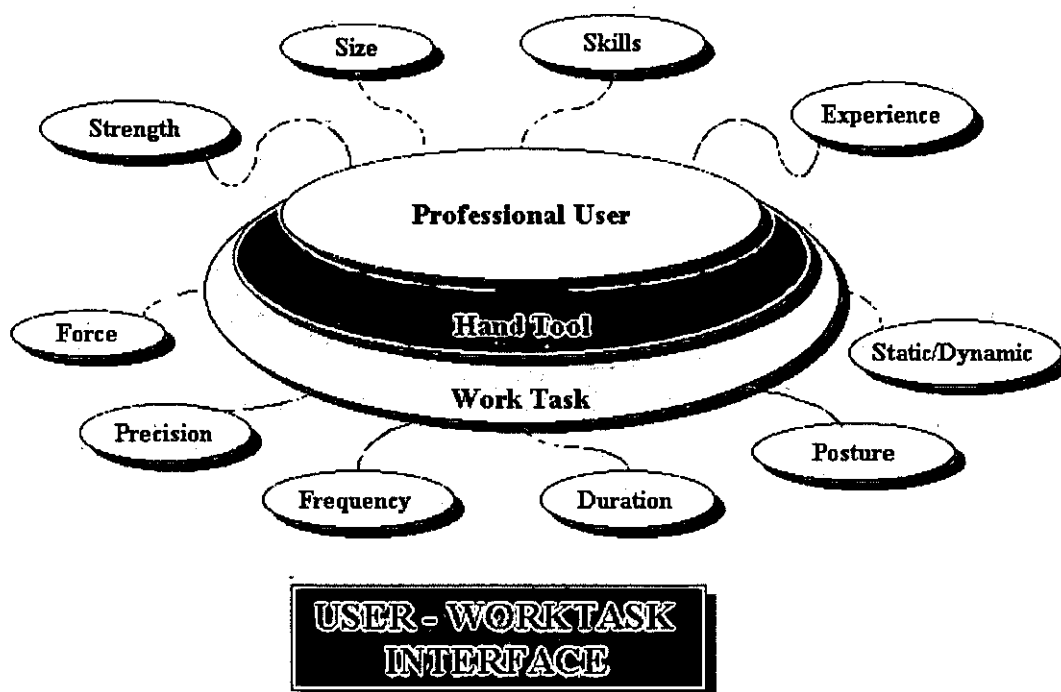 Size
Skills
Strength
Experience
Professional User
Hand Tool
Force
Static/Dynamic
Work Task
Precision
Posture
Frequency
Duration
USER - WORKTASK
INTERFACE